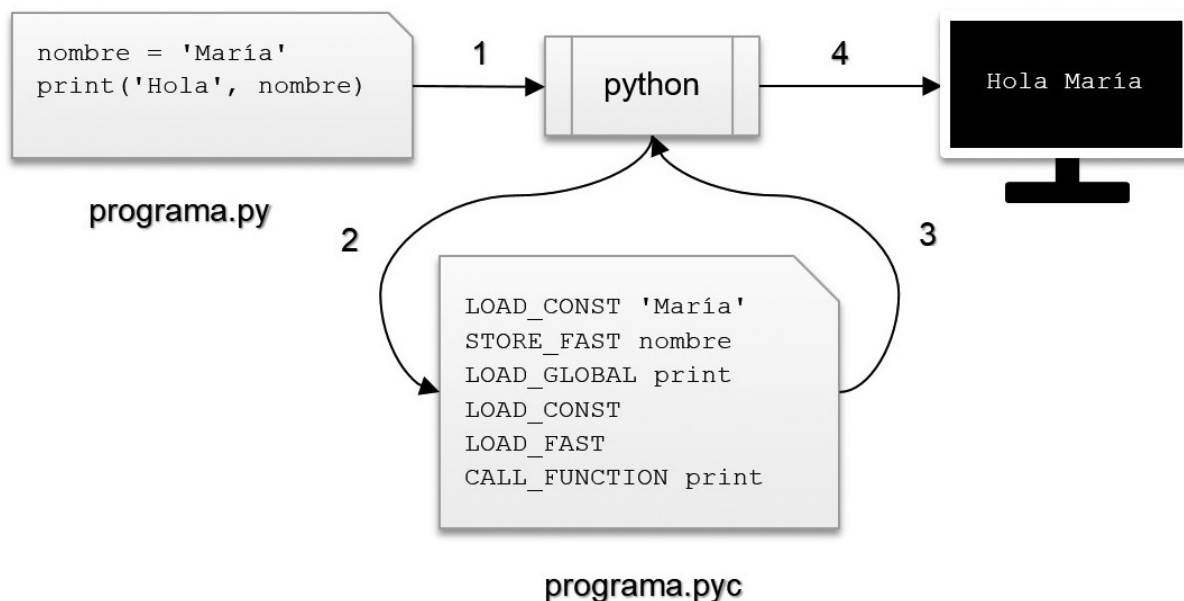 nombre = 'María'
print('Hola', nombre)
programa.py
1
python
4
Hola María
2
3
LOAD_CONST 'María'
STORE_FAST nombre
LOAD_GLOBAL print
LOAD_CONST
LOAD_FAST
CALL_FUNCTION print
programa.pyc